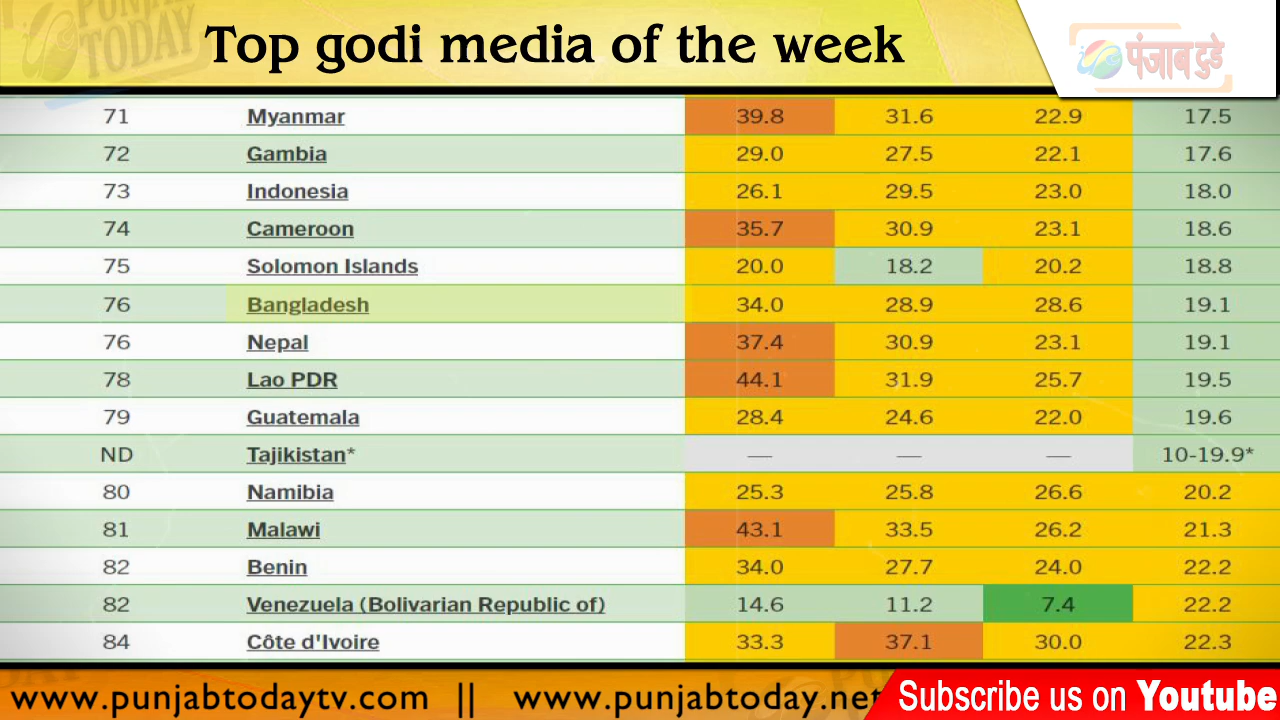 PUNJAB TODAY
Top godi media of the week
पंजाब टुडे
71 Myanmar 39.8 31.6 22.9 17.5
72 Gambia 29.0 27.5 22.1 17.6
73 Indonesia 26.1 29.5 23.0 18.0
74 Cameroon 35.7 30.9 23.1 18.6
75 Solomon Islands 20.0 18.2 20.2 18.8
76 Bangladesh 34.0 28.9 28.6 19.1
76 Nepal 37.4 30.9 23.1 19.1
78 Lao PDR 44.1 31.9 25.7 19.5
79 Guatemala 28.4 24.6 22.0 19.6
ND Tajikistan* — — — 10-19.9*
80 Namibia 25.3 25.8 26.6 20.2
81 Malawi 43.1 33.5 26.2 21.3
82 Benin 34.0 27.7 24.0 22.2
82 Venezuela (Bolivarian Republic of) 14.6 11.2 7.4 22.2
84 Côte d'Ivoire 33.3 37.1 30.0 22.3
www.punjabtodaytv.com || www.punjabtoday.net
Subscribe us on Youtube